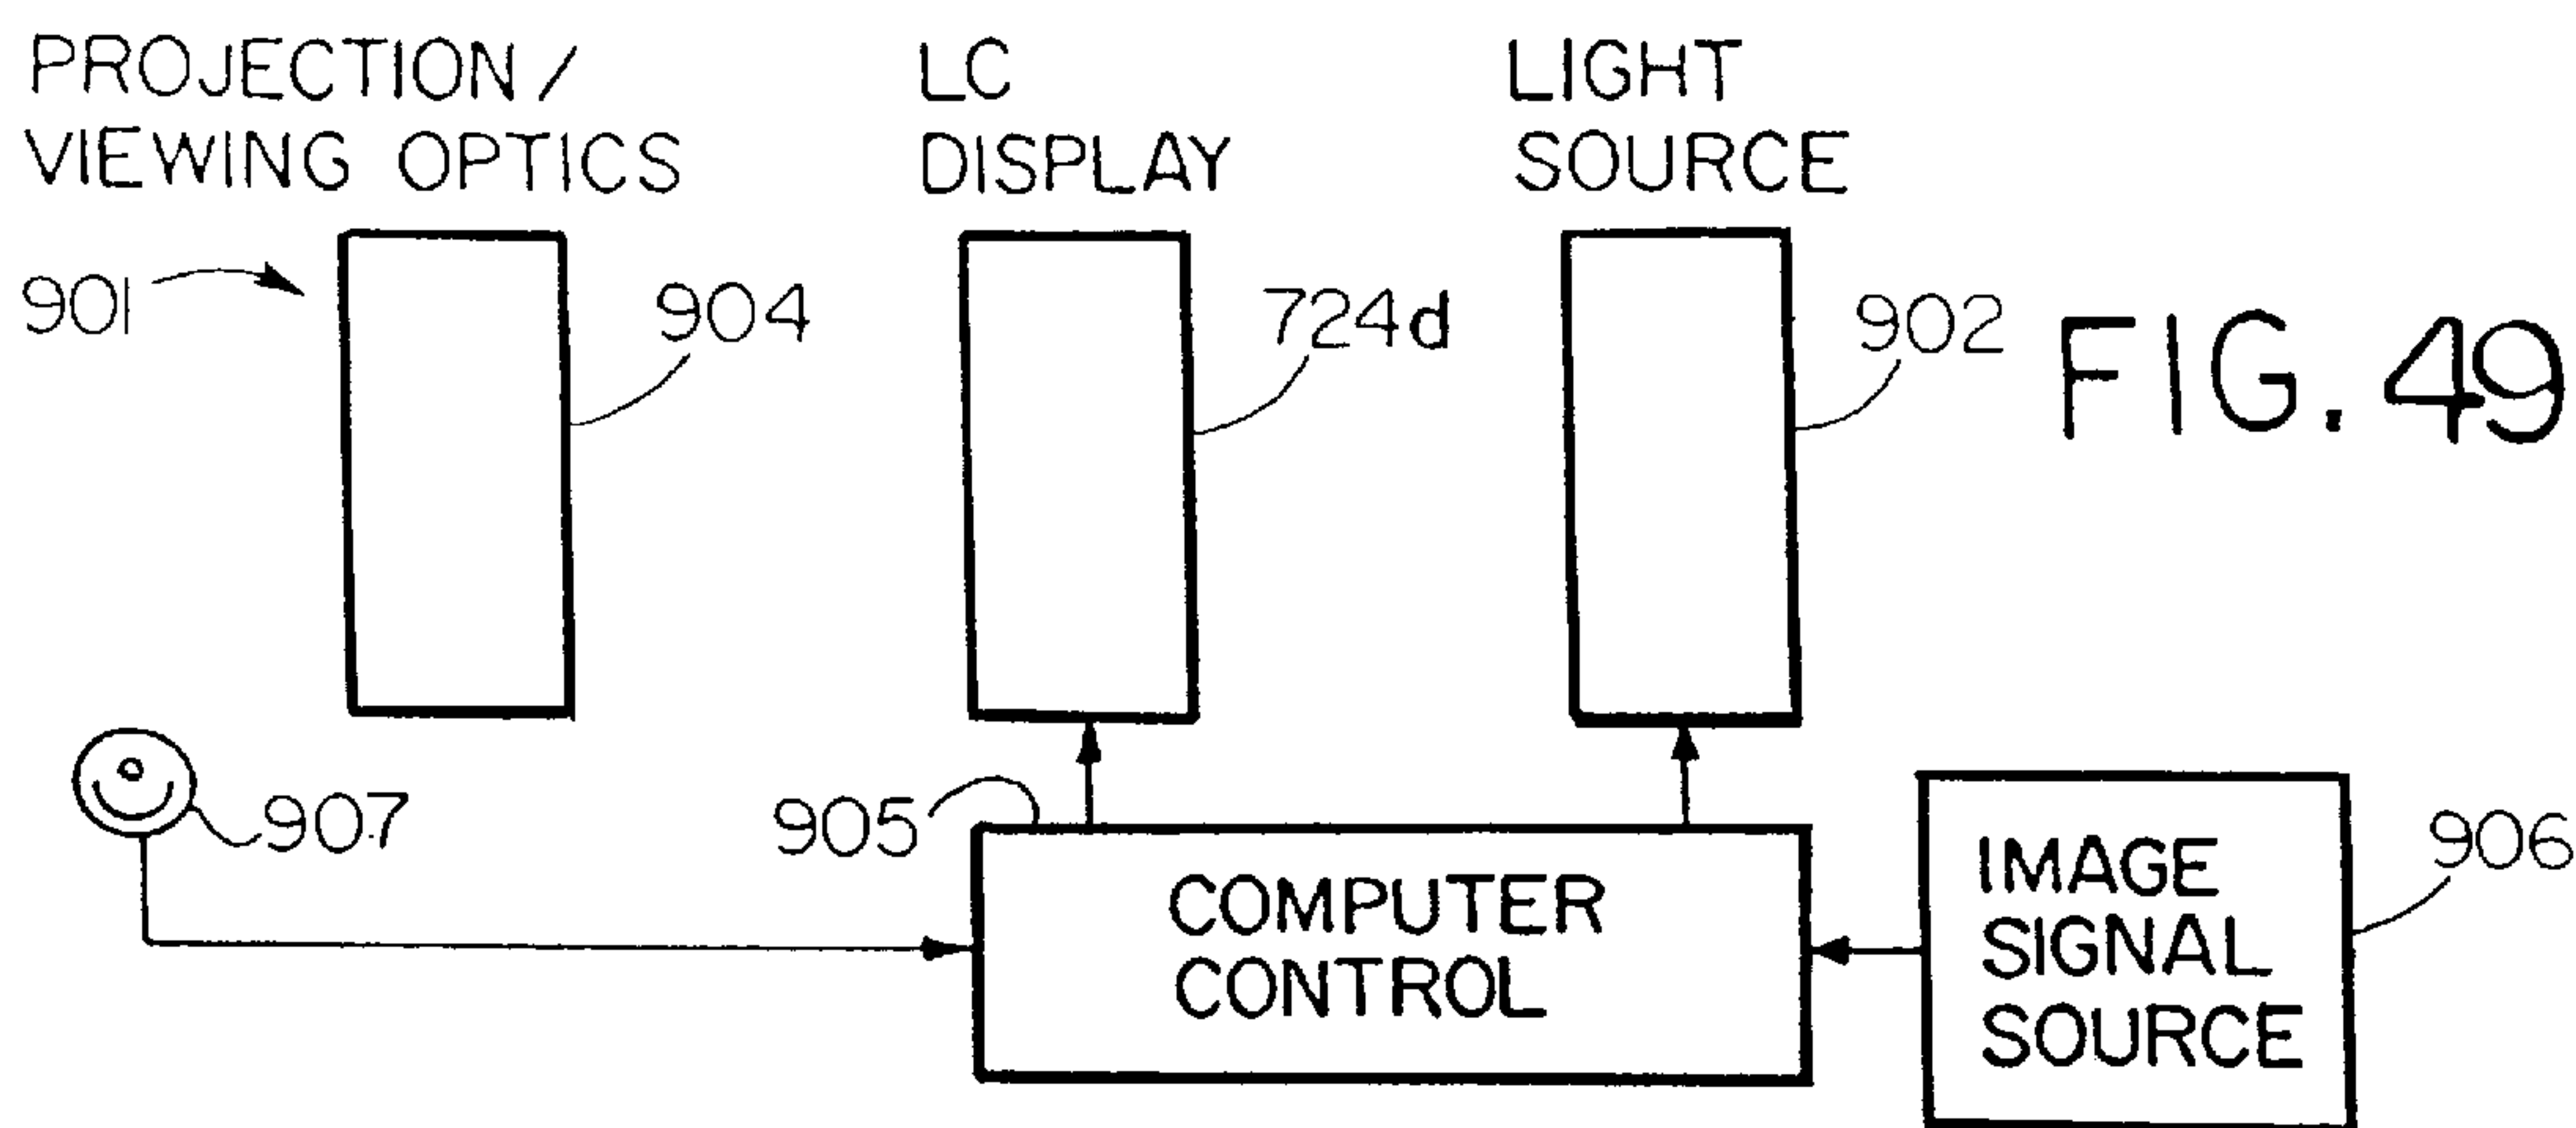 PROJECTION/
VIEWING OPTICS
LC
DISPLAY
LIGHT
SOURCE
901
904
724d
902
FIG. 49
907
905
COMPUTER
CONTROL
IMAGE
SIGNAL
SOURCE
906